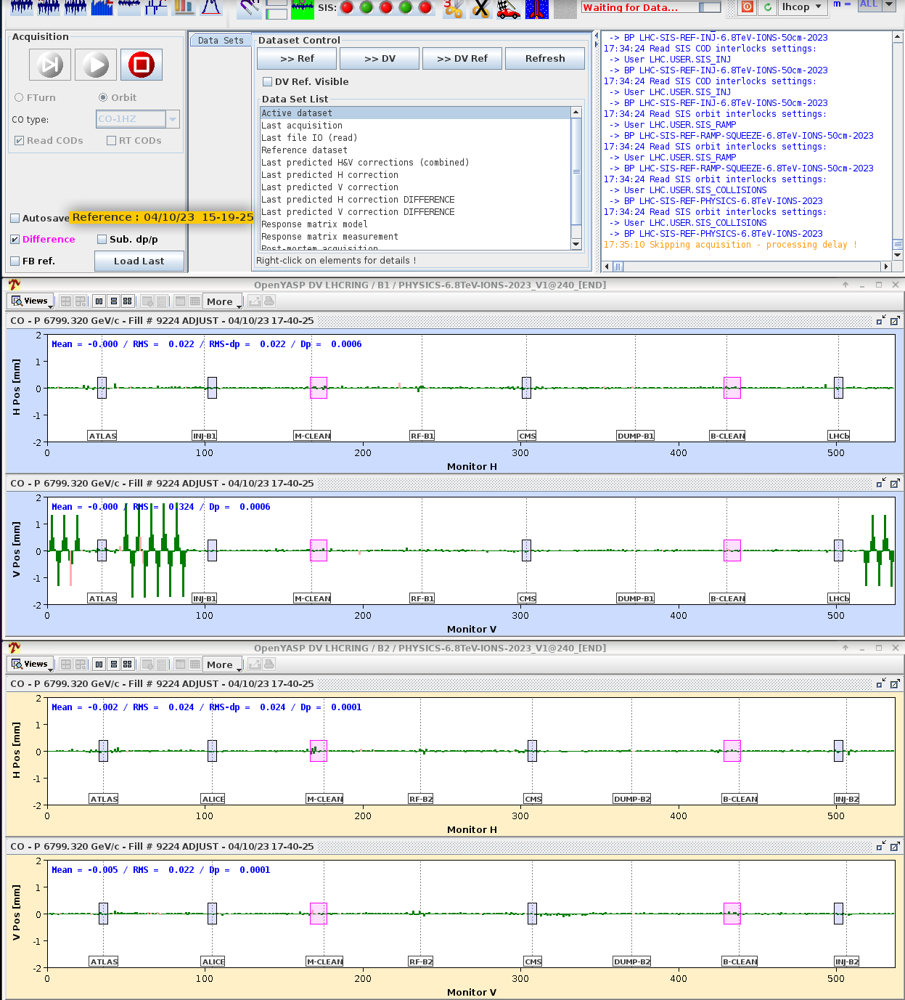 SIS:
Waiting for Data...
lhcop
m =
ALL
Acquisition
FTurn
Orbit
CO type:
CO-1HZ
Read CODs
RT CODs
Autosave
Reference : 04/10/23 15-19-25
Difference
Sub. dp/p
FB ref.
Load Last
Data Sets
Dataset Control
>> Ref
>> DV
>> DV Ref
Refresh
DV Ref. Visible
Data Set List
Active dataset
Last acquisition
Last file IO (read)
Reference dataset
Last predicted H&V corrections (combined)
Last predicted H correction
Last predicted V correction
Last predicted H correction DIFFERENCE
Last predicted V correction DIFFERENCE
Response matrix model
Response matrix measurement
Post-mortem acquisition
Right-click on elements for details !
-> BP LHC-SIS-REF-INJ-6.8TeV-IONS-50cm-2023
17:34:24 Read SIS COD interlocks settings:
-> User LHC.USER.SIS_INJ
-> BP LHC-SIS-REF-INJ-6.8TeV-IONS-50cm-2023
17:34:24 Read SIS COD interlocks settings:
-> User LHC.USER.SIS_INJ
-> BP LHC-SIS-REF-INJ-6.8TeV-IONS-50cm-2023
17:34:24 Read SIS orbit interlocks settings:
-> User LHC.USER.SIS_RAMP
-> BP LHC-SIS-REF-RAMP-SQUEEZE-6.8TeV-IONS-50cm-2023
17:34:24 Read SIS orbit interlocks settings:
-> User LHC.USER.SIS_RAMP
-> BP LHC-SIS-REF-RAMP-SQUEEZE-6.8TeV-IONS-50cm-2023
17:34:24 Read SIS orbit interlocks settings:
-> User LHC.USER.SIS_COLLISIONS
-> BP LHC-SIS-REF-PHYSICS-6.8TeV-IONS-2023
17:34:24 Read SIS orbit interlocks settings:
-> User LHC.USER.SIS_COLLISIONS
-> BP LHC-SIS-REF-PHYSICS-6.8TeV-IONS-2023
17:35:10 Skipping acquisition - processing delay !
OpenYASP DV LHCRING / B1 / PHYSICS-6.8TeV-IONS-2023_V1@240_[END]
Views
More
CO - P 6799.320 GeV/c - Fill # 9224 ADJUST - 04/10/23 17-40-25
Mean = -0.000 / RMS = 0.022 / RMS-dp = 0.022 / Dp = 0.0006
H Pos [mm]
2
1
0
-1
-2
ATLAS
INJ-B1
M-CLEAN
RF-B1
CMS
DUMP-B1
B-CLEAN
LHCb
0 100 200 300 400 500
Monitor H
CO - P 6799.320 GeV/c - Fill # 9224 ADJUST - 04/10/23 17-40-25
Mean = -0.000 / RMS = 0.324 / Dp = 0.0006
V Pos [mm]
2
1
0
-1
-2
ATLAS
INJ-B1
M-CLEAN
RF-B1
CMS
DUMP-B1
B-CLEAN
LHCb
0 100 200 300 400 500
Monitor V
OpenYASP DV LHCRING / B2 / PHYSICS-6.8TeV-IONS-2023_V1@240_[END]
Views
More
CO - P 6799.320 GeV/c - Fill # 9224 ADJUST - 04/10/23 17-40-25
Mean = -0.002 / RMS = 0.024 / RMS-dp = 0.024 / Dp = 0.0001
H Pos [mm]
2
1
0
-1
-2
ATLAS
ALICE
M-CLEAN
RF-B2
CMS
DUMP-B2
B-CLEAN
INJ-B2
0 100 200 300 400 500
Monitor H
CO - P 6799.320 GeV/c - Fill # 9224 ADJUST - 04/10/23 17-40-25
Mean = -0.005 / RMS = 0.022 / Dp = 0.0001
V Pos [mm]
2
1
0
-1
-2
ATLAS
ALICE
M-CLEAN
RF-B2
CMS
DUMP-B2
B-CLEAN
INJ-B2
0 100 200 300 400 500
Monitor V